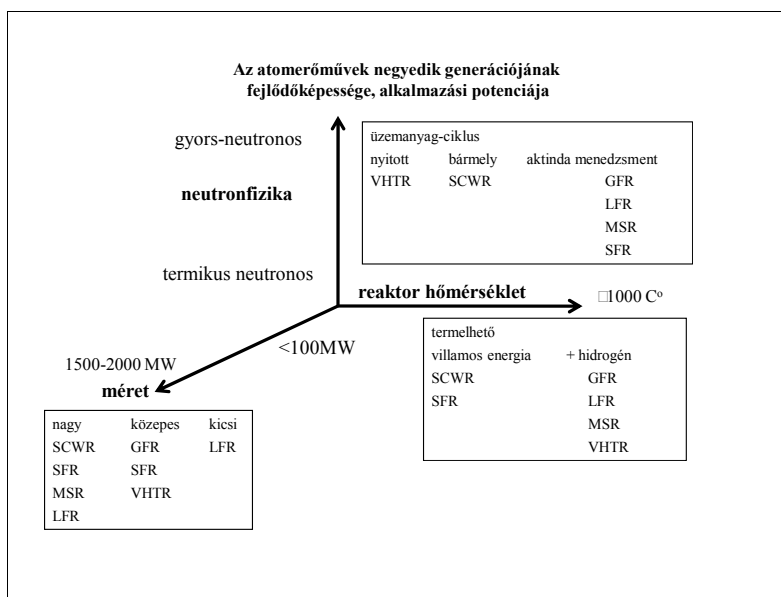 Az atomerőművek negyedik generációjának
fejlődőképessége, alkalmazási potenciája
gyors-neutronos
neutronfizika
termikus neutronos
üzemanyag-ciklus
nyitott bármely aktinda menedzsment
VHTR SCWR GFR
LFR
MSR
SFR
reaktor hőmérséklet
□1000 Cº
<100MW
1500-2000 MW
méret
termelhető
villamos energia + hidrogén
SCWR GFR
SFR LFR
MSR
VHTR
nagy közepes kicsi
SCWR GFR LFR
SFR SFR
MSR VHTR
LFR